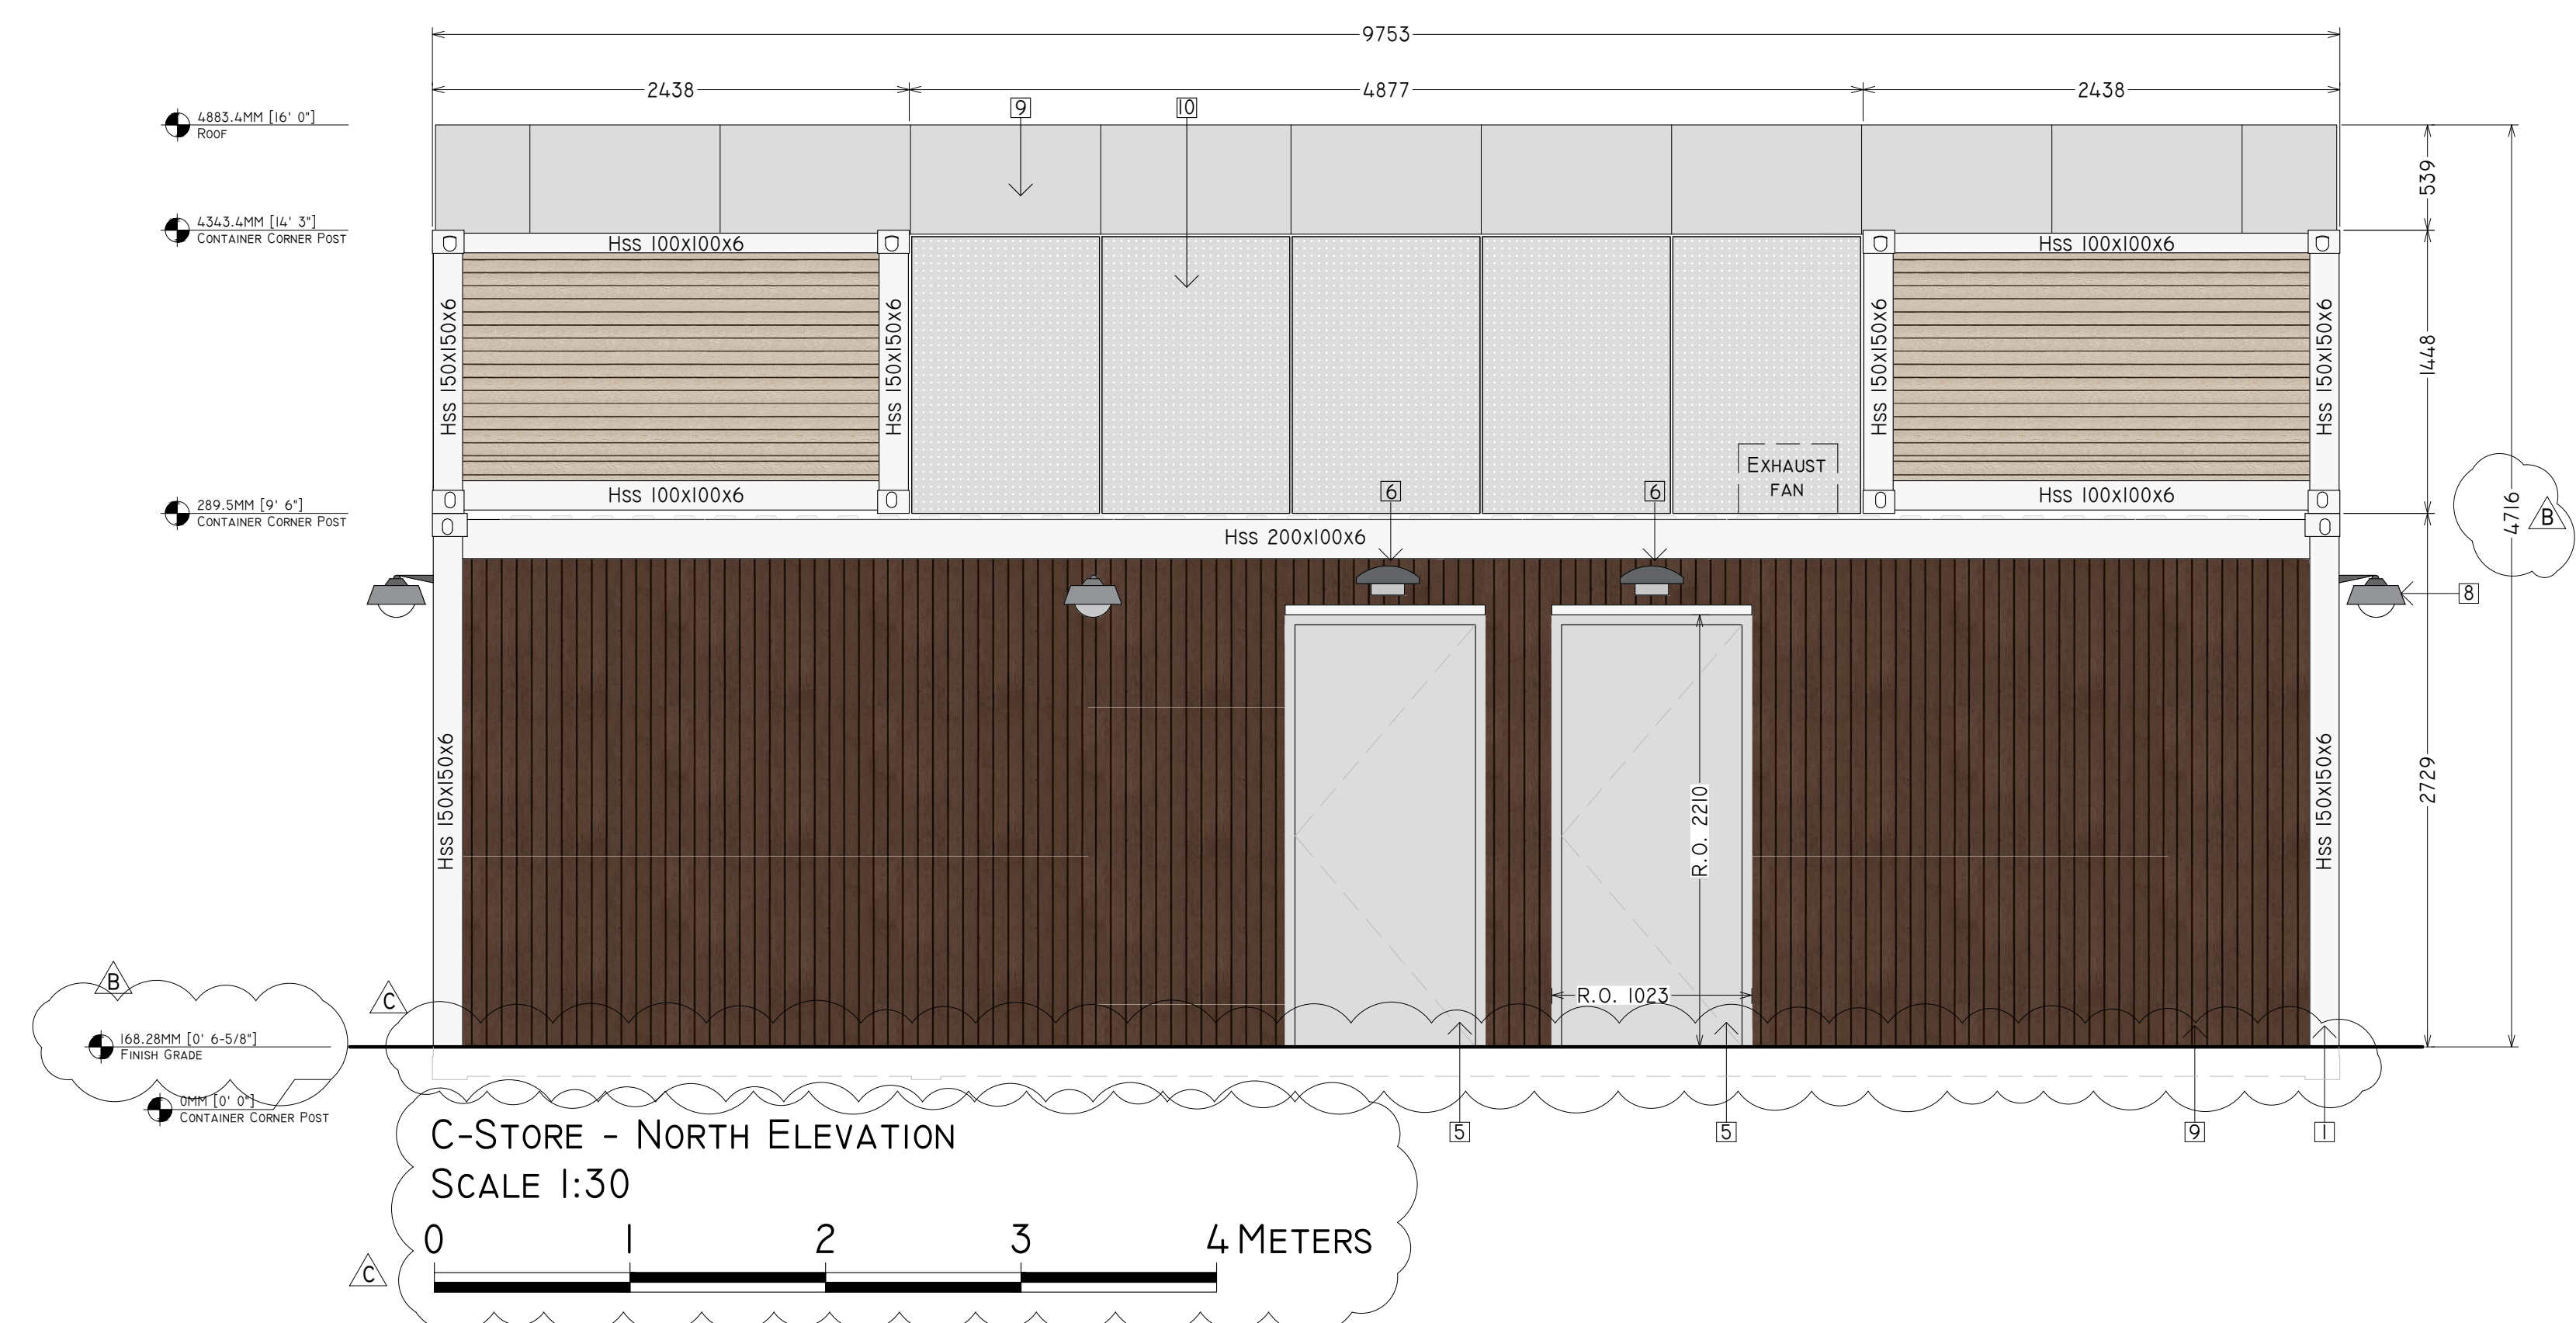 9753
2438
4877
2438
9
10
4883.4MM [16' 0"]
ROOF
539
4343.4MM [14' 3"]
CONTAINER CORNER POST
HSS 100X100X6
HSS 100X100X6
HSS 150X150X6
HSS 150X150X6
HSS 150X150X6
HSS 150X150X6
1448
EXHAUST
FAN
6
6
HSS 100X100X6
HSS 100X100X6
289.5MM [9' 6"]
CONTAINER CORNER POST
4716
B
HSS 200X100X6
8
HSS 150X150X6
R.O. 2210
HSS 150X150X6
2729
R.O. 1023
B
C
168.28MM [0' 6-5/8"]
FINISH GRADE
0MM [0' 0"]
CONTAINER CORNER POST
5
5
9
1
C-STORE - NORTH ELEVATION
SCALE 1:30
0 1 2 3 4 METERS
C